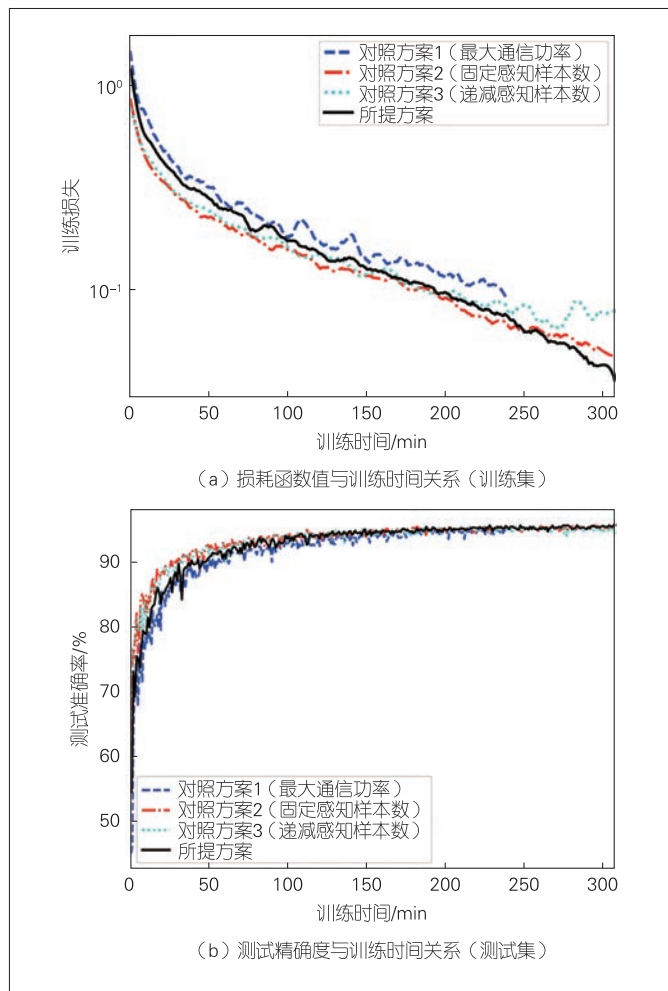 对照方案1（最大通信功率）
对照方案2（固定感知样本数）
对照方案3（递减感知样本数）
所提方案
10⁰
10⁻¹
训练损失
0 50 100 150 200 250 300
训练时间/min
（a）损耗函数值与训练时间关系（训练集）
90
80
70
60
50
测试准确率/%
对照方案1（最大通信功率）
对照方案2（固定感知样本数）
对照方案3（递减感知样本数）
所提方案
0 50 100 150 200 250 300
训练时间/min
（b）测试精确度与训练时间关系（测试集）